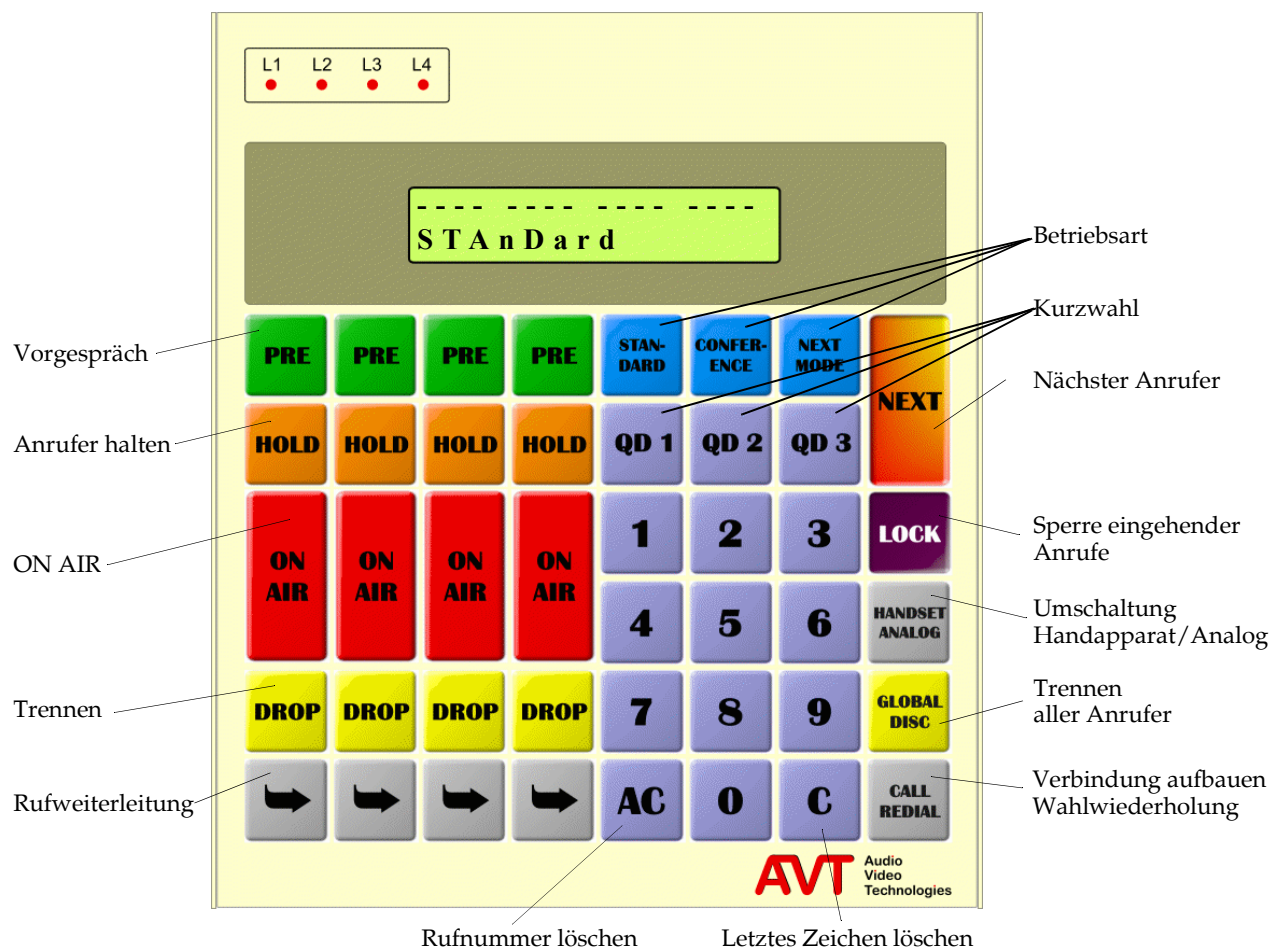 L1 L2 L3 L4
---- ---- ---- ----
STAnDard
Betriebsart
Kurzwahl
Vorgespräch
PRE PRE PRE PRE
STAN-
DARD
CONFER-
ENCE
NEXT
MODE
NEXT
Nächster Anrufer
Anrufer halten
HOLD HOLD HOLD HOLD
QD 1 QD 2 QD 3
ON AIR
ON
AIR
ON
AIR
ON
AIR
ON
AIR
1 2 3
LOCK
Sperre eingehender
Anrufe
4 5 6
HANDSET
ANALOG
Umschaltung
Handapparat/Analog
Trennen
DROP DROP DROP DROP
7 8 9
GLOBAL
DISC
Trennen
aller Anrufer
Rufweiterleitung
AC 0 C
CALL
REDIAL
Verbindung aufbauen
Wahlwiederholung
AVT
Audio
Video
Technologies
Rufnummer löschen
Letztes Zeichen löschen